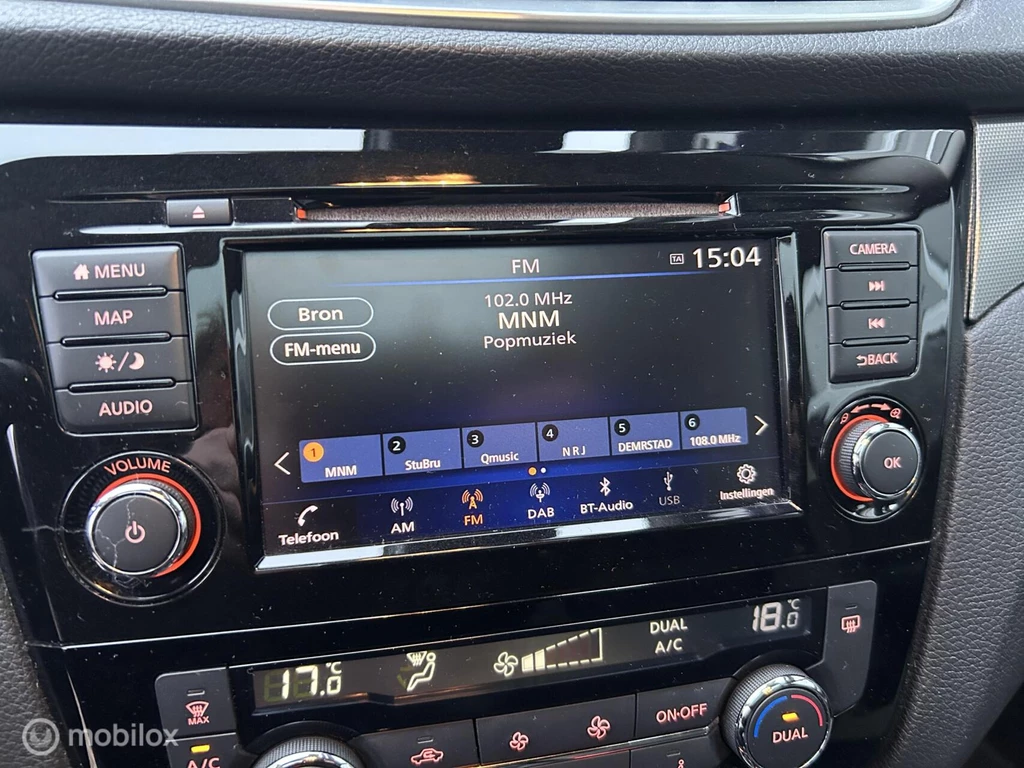 MENU
MAP
AUDIO
VOLUME
FM
TA 15:04
102.0 MHz
MNM
Popmuziek
Bron
FM-menu
1 MNM
2 StuBru
3 Qmusic
4 NRJ
5 DEMRSTAD
6 108.0 MHz
Telefoon
AM
FM
DAB
BT-Audio
USB
Instellingen
CAMERA
BACK
OK
17.0 °C
DUAL
A/C
18.0 °C
MAX
A/C
ON·OFF
DUAL
mobilox